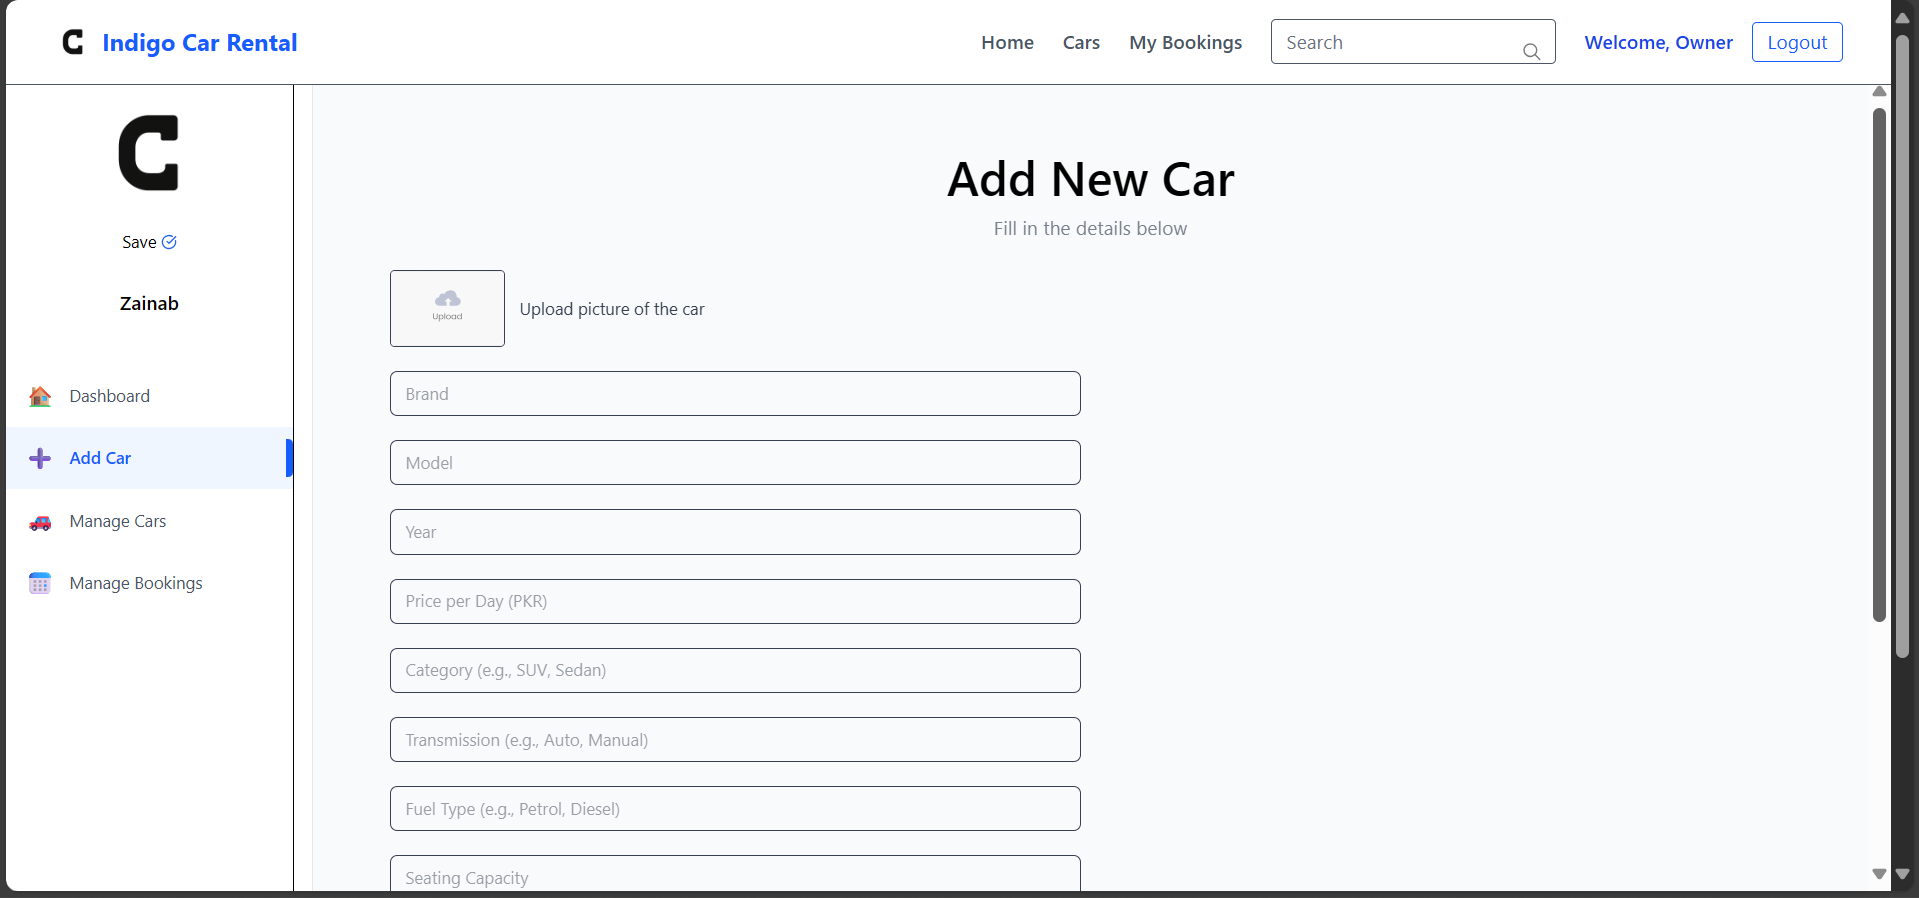 Indigo Car Rental
Home
Cars
My Bookings
Search
Welcome, Owner
Logout
Save
Zainab
Dashboard
Add Car
Manage Cars
Manage Bookings
Add New Car
Fill in the details below
Upload
Upload picture of the car
Brand
Model
Year
Price per Day (PKR)
Category (e.g., SUV, Sedan)
Transmission (e.g., Auto, Manual)
Fuel Type (e.g., Petrol, Diesel)
Seating Capacity